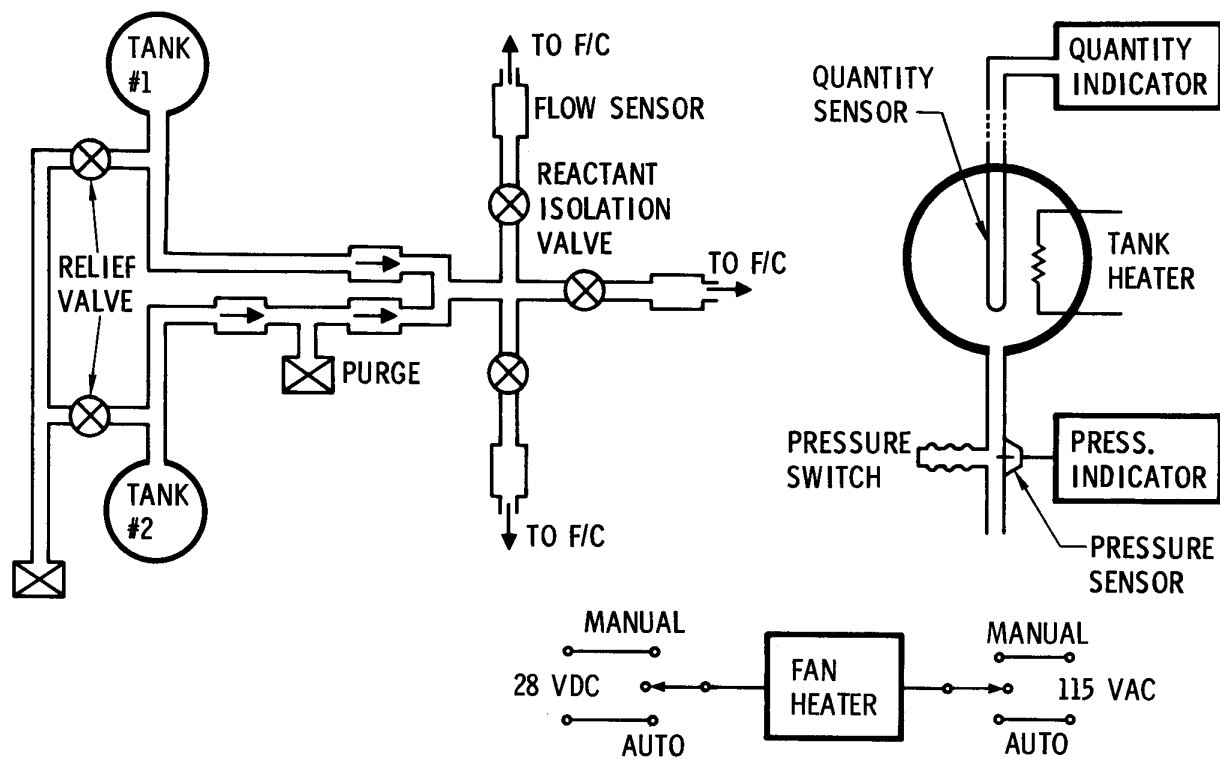 TANK
#1
TO F/C
FLOW SENSOR
REACTANT
ISOLATION
VALVE
TO F/C
RELIEF
VALVE
PURGE
TANK
#2
TO F/C
QUANTITY
SENSOR
QUANTITY
INDICATOR
TANK
HEATER
PRESSURE
SWITCH
PRESS.
INDICATOR
PRESSURE
SENSOR
MANUAL
28 VDC
AUTO
FAN
HEATER
MANUAL
115 VAC
AUTO